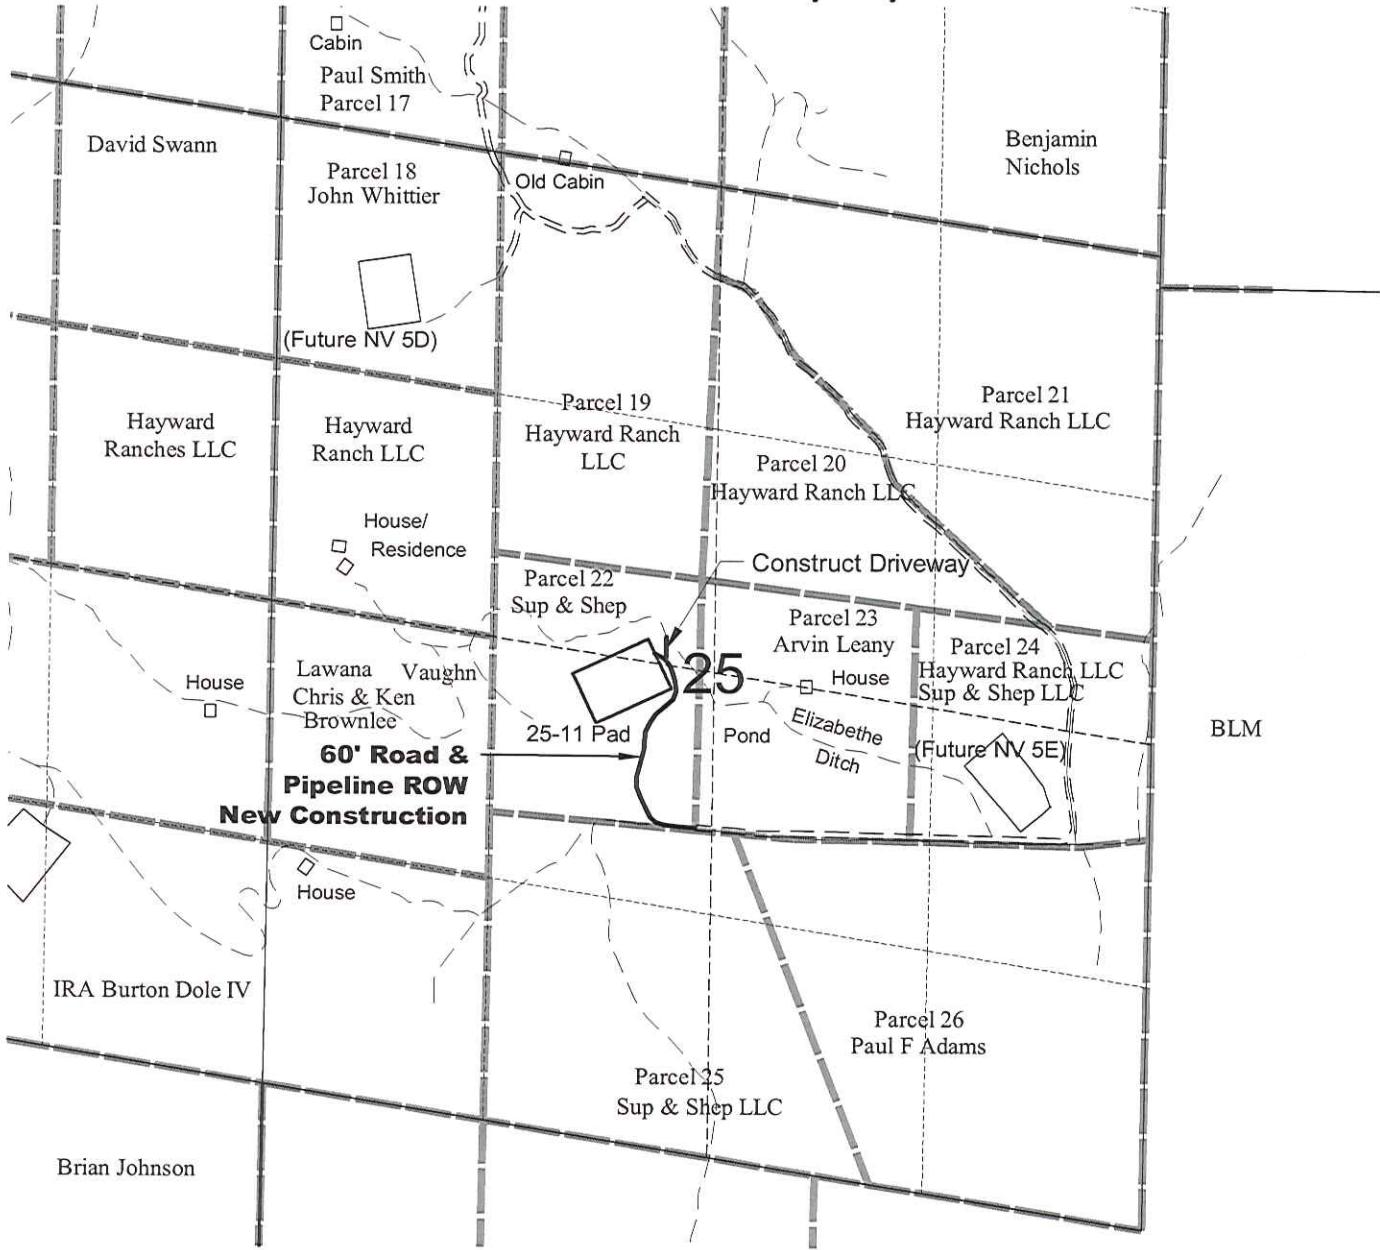 Cabin
Paul Smith
Parcel 17
David Swann
Parcel 18
John Whittier
Old Cabin
Benjamin
Nichols
(Future NV 5D)
Hayward
Ranches LLC
Hayward
Ranch LLC
Parcel 19
Hayward Ranch
LLC
Parcel 21
Hayward Ranch LLC
Parcel 20
Hayward Ranch LLC
House/
Residence
Construct Driveway
Parcel 22
Sup & Shep
Parcel 23
Arvin Leany
House
Parcel 24
Hayward Ranch LLC
Sup & Shep LLC
25
House
Lawana Vaughn
Chris & Ken
Brownlee
25-11 Pad
Pond
Elizabethe
Ditch
(Future NV 5E)
BLM
60' Road &
Pipeline ROW
New Construction
House
IRA Burton Dole IV
Parcel 26
Paul F Adams
Parcel 25
Sup & Shep LLC
Brian Johnson